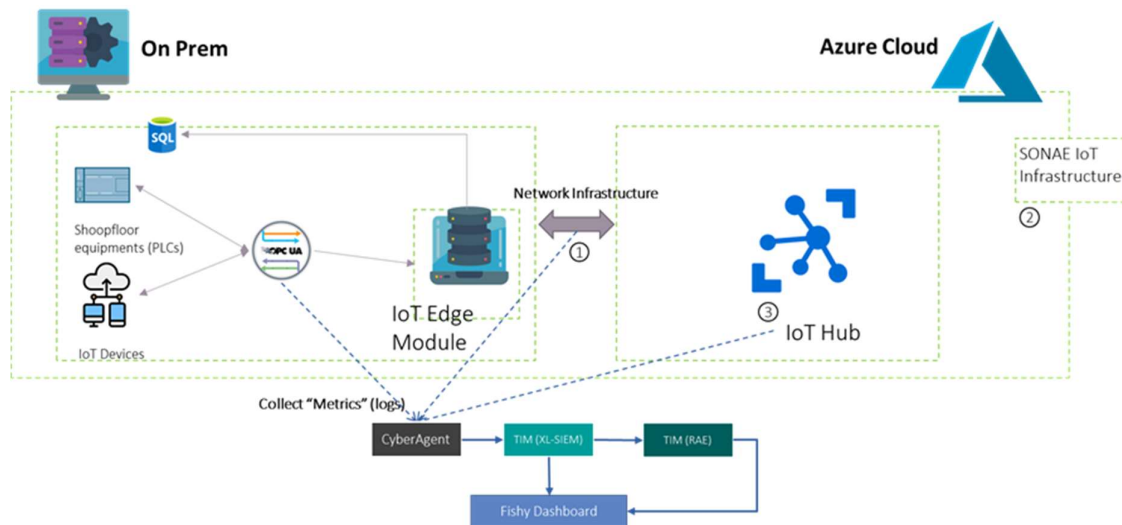 On Prem
Azure Cloud
SQL
SONAE IoT
Infrastructure
②
Network Infrastructure
①
Shoopfloor
equipments (PLCs)
OPC UA
IoT Edge
Module
③
IoT Hub
IoT Devices
Collect “Metrics” (logs)
CyberAgent
TIM (XL-SIEM)
TIM (RAE)
Fishy Dashboard